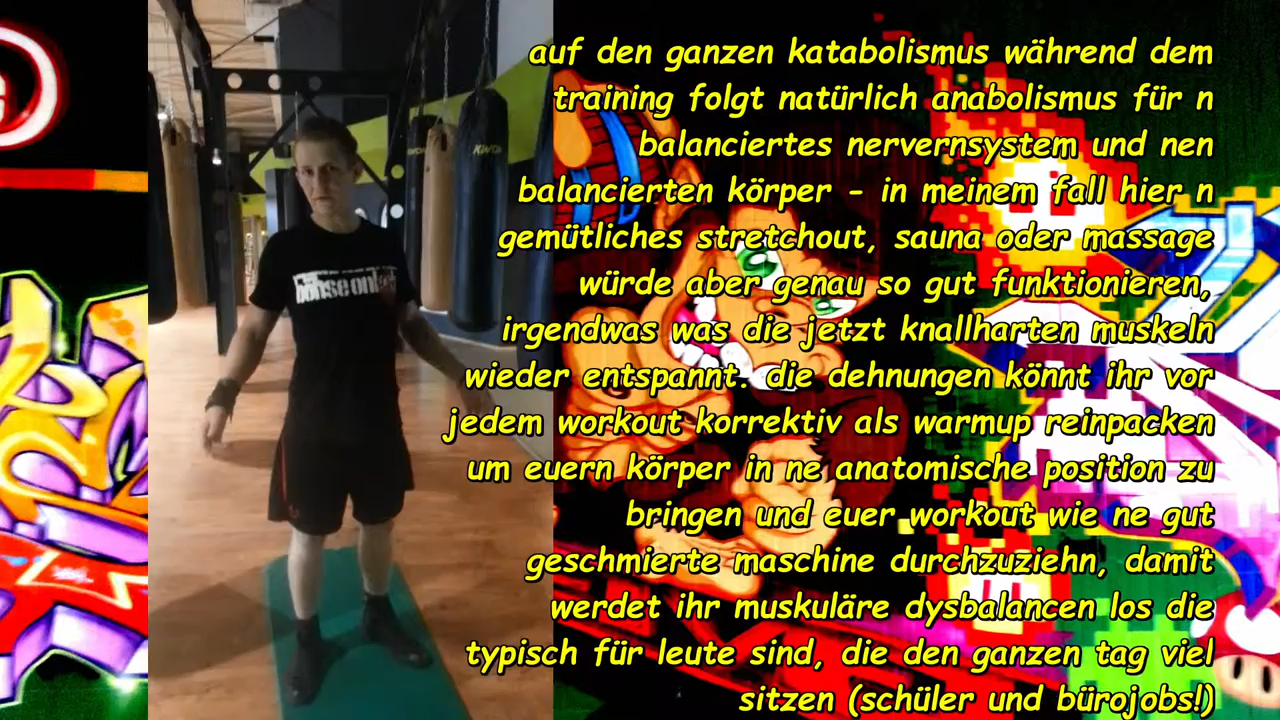 auf den ganzen katabolismus während dem
training folgt natürlich anabolismus für n
balanciertes nervernsystem und nen
balancierten körper - in meinem fall hier n
gemütliches stretchout, sauna oder massage
würde aber genau so gut funktionieren,
irgendwas was die jetzt knallharten muskeln
wieder entspannt. die dehnungen könnt ihr vor
jedem workout korrektiv als warmup reinpacken
um euern körper in ne anatomische position zu
bringen und euer workout wie ne gut
geschmierte maschine durchzuziehn, damit
werdet ihr muskuläre dysbalancen los die
typisch für leute sind, die den ganzen tag viel
sitzen (schüler und bürojobs!)
KWON